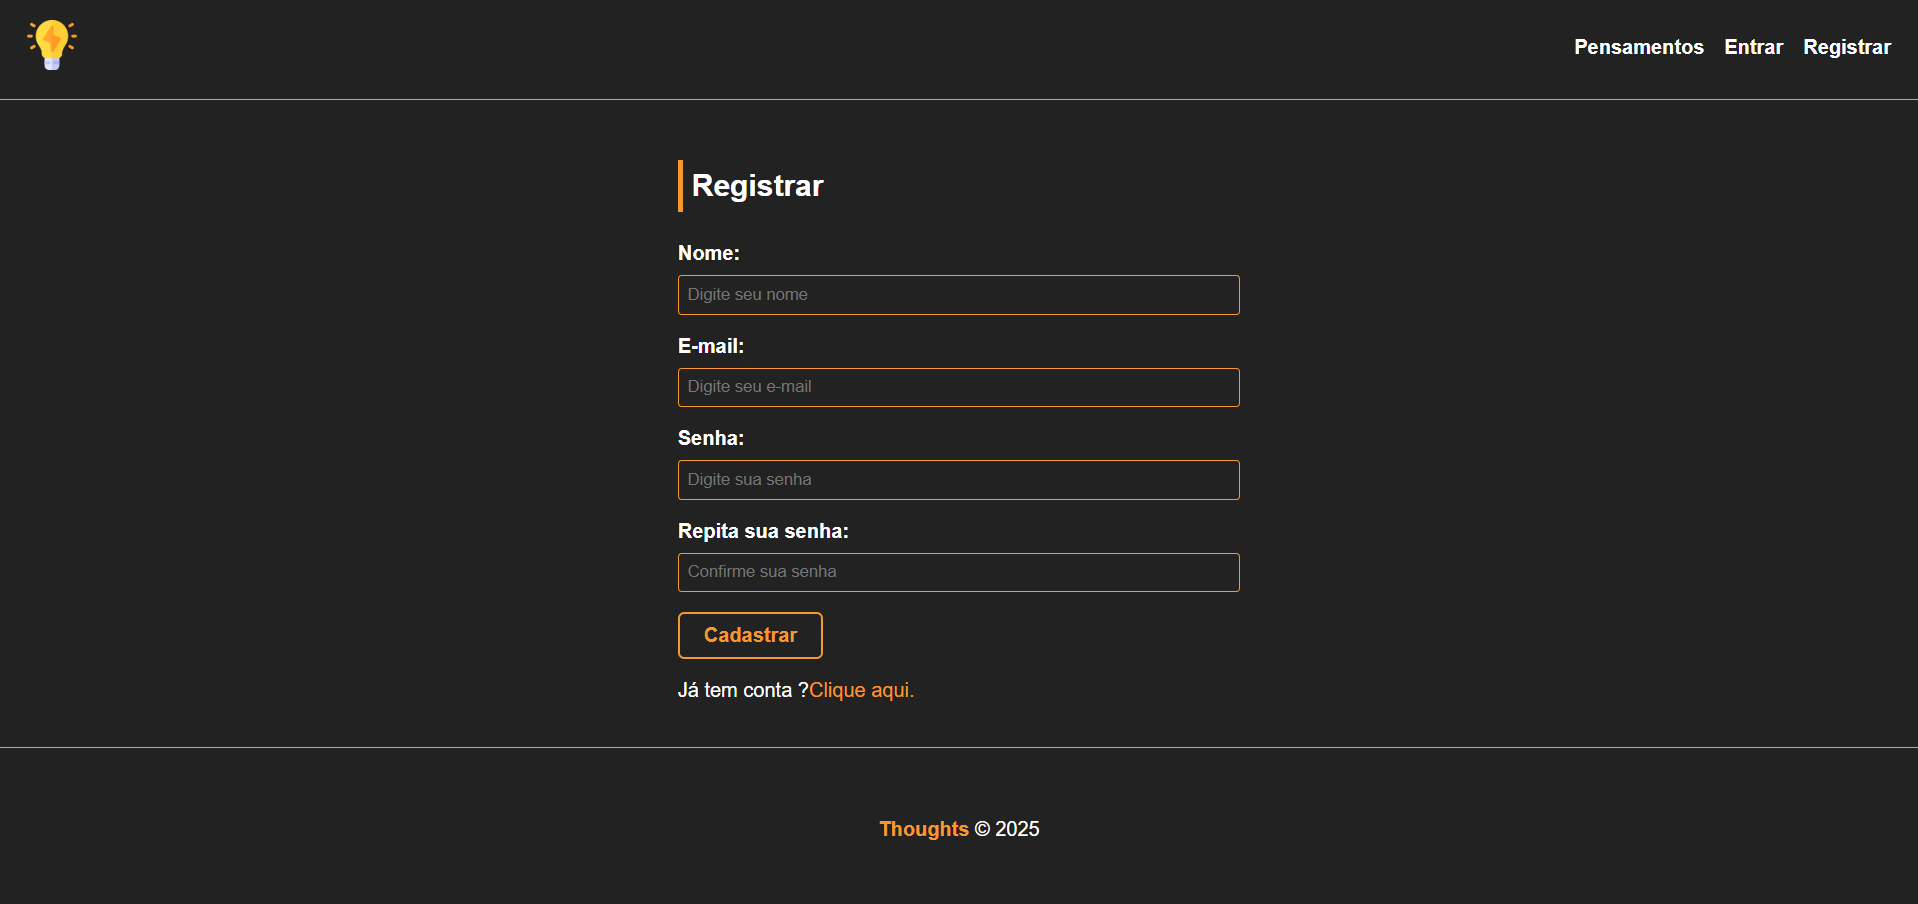 Pensamentos Entrar Registrar
Registrar
Nome:
Digite seu nome
E-mail:
Digite seu e-mail
Senha:
Digite sua senha
Repita sua senha:
Confirme sua senha
Cadastrar
Já tem conta ?Clique aqui.
Thoughts © 2025